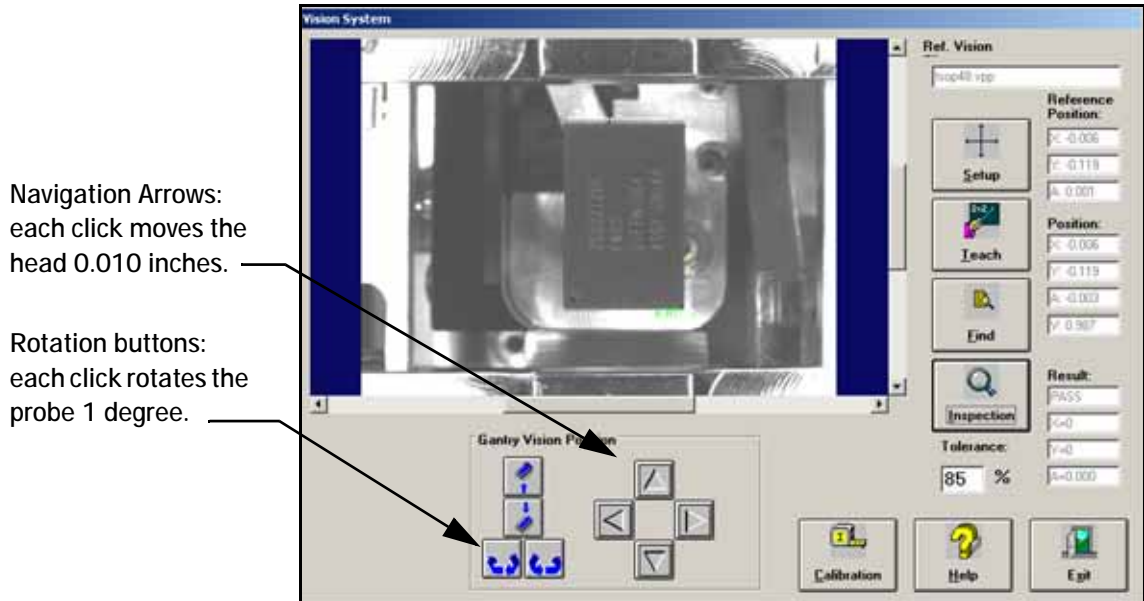 Vision System
Navigation Arrows:
each click moves the
head 0.010 inches.
Rotation buttons:
each click rotates the
probe 1 degree.
Ref. Vision
tsop48.vpp
Setup
Teach
Find
Inspection
Tolerance:
85 %
Reference
Position:
X: -0.006
Y: -0.119
A: 0.001
Position:
X: -0.006
Y: -0.119
A: -0.003
V: 0.987
Result:
PASS
X=0
Y=0
A=0.000
Gantry Vision Position
Calibration
Help
Exit